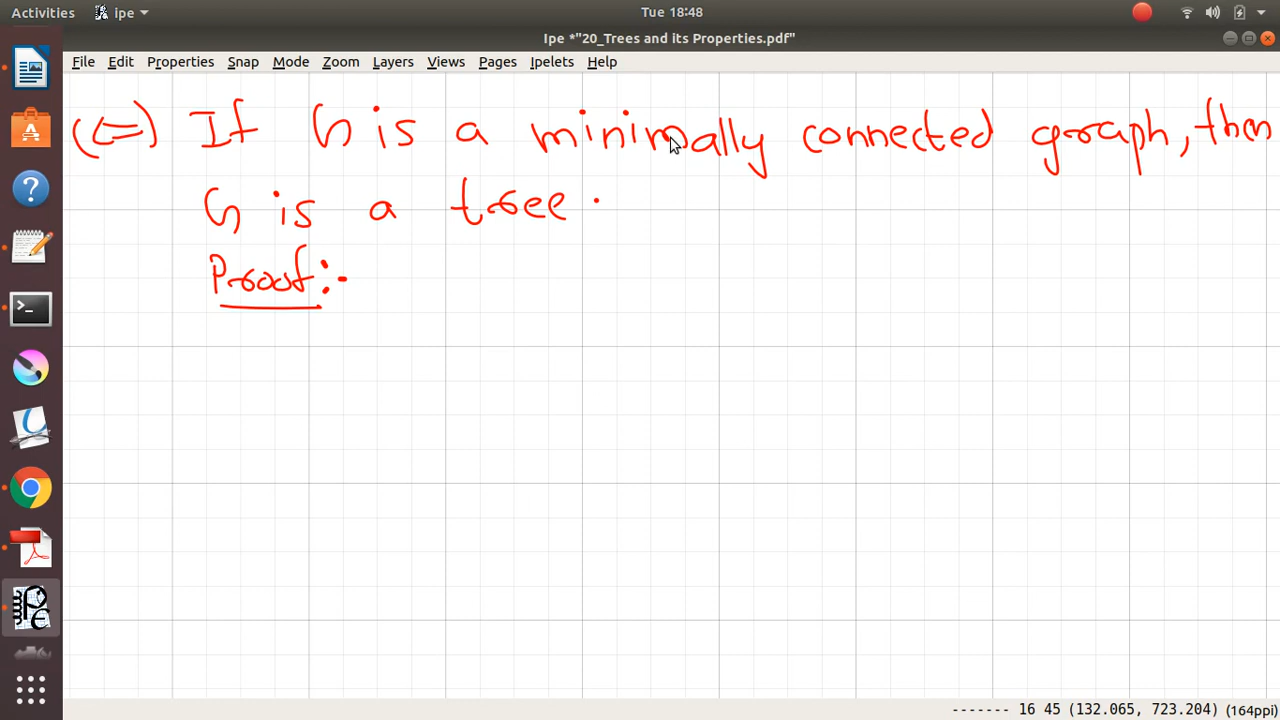 Activities ipe Tue 18:48
Ipe *"20_Trees and its Properties.pdf"
File Edit Properties Snap Mode Zoom Layers Views Pages Ipelets Help
(⇐) If G is a minimally connected graph, then
G is a tree.
Proof:-
------- 16 45 (132.065, 723.204) (164ppi)